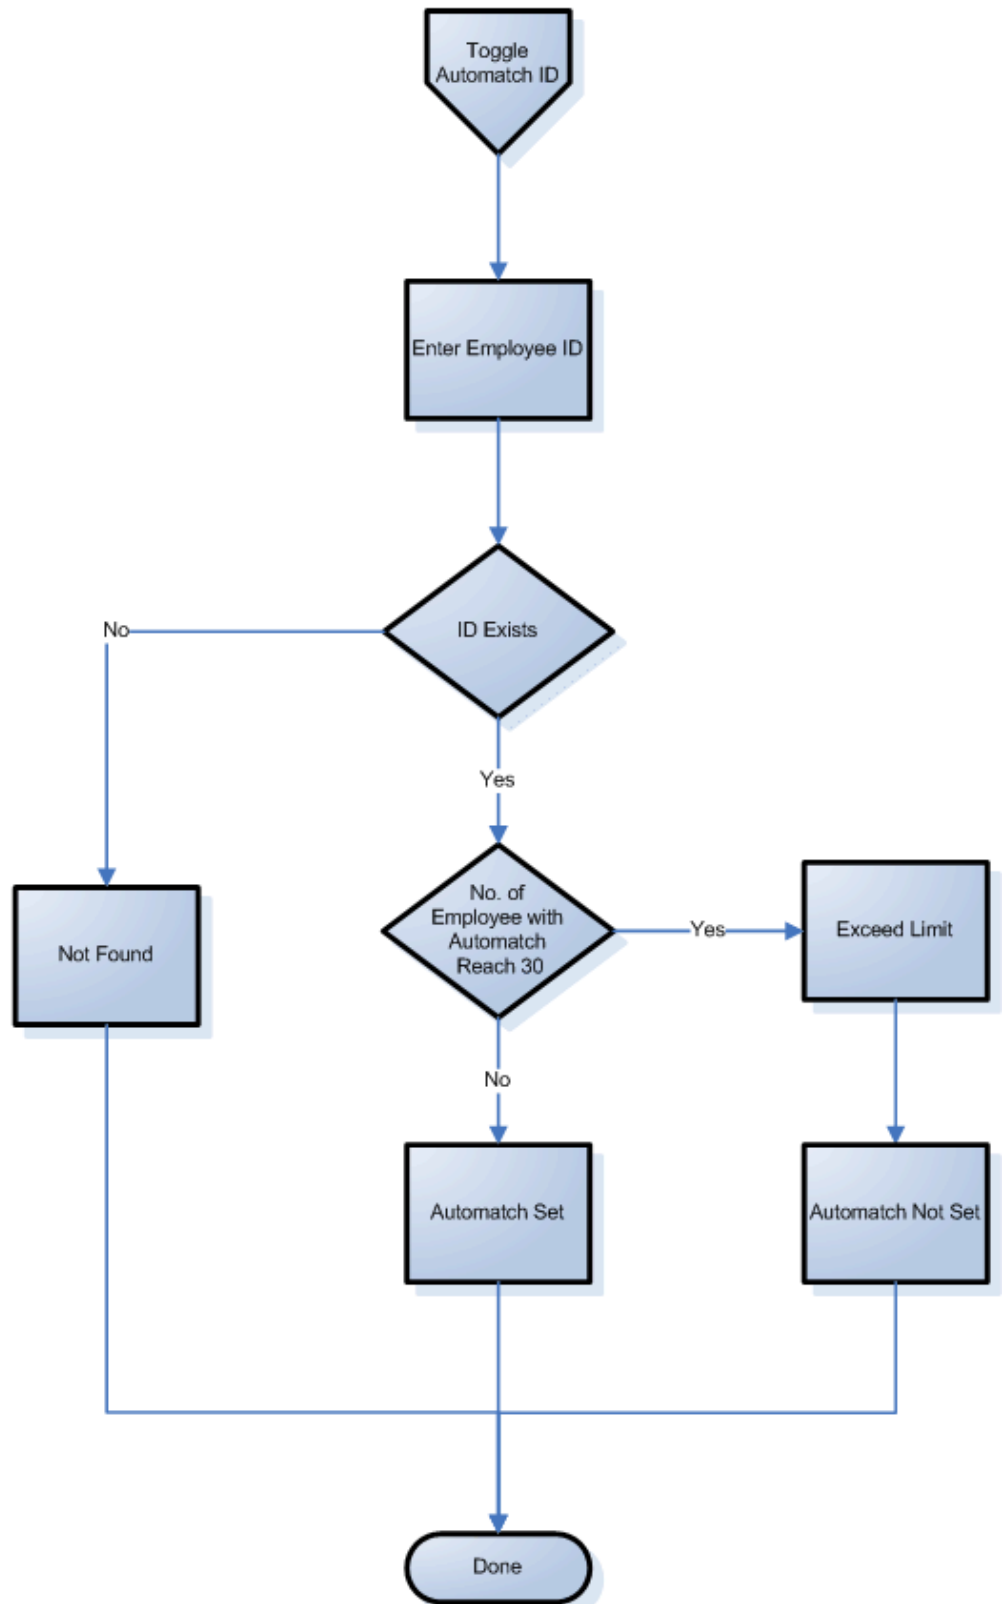 Toggle
Automatch ID
Enter Employee ID
ID Exists
No
Yes
Not Found
No. of
Employee with
Automatch
Reach 30
Yes
Exceed Limit
No
Automatch Set
Automatch Not Set
Done